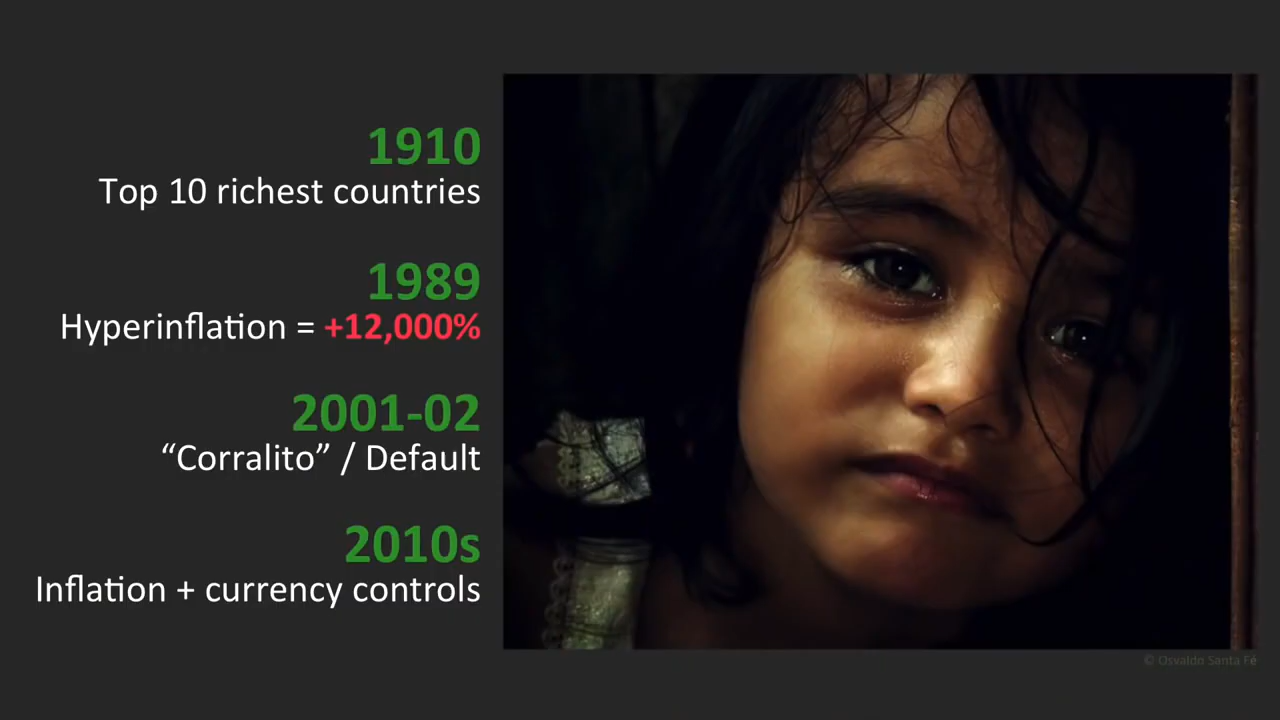 1910
Top 10 richest countries
1989
Hyperinflation = +12,000%
2001-02
“Corralito” / Default
2010s
Inflation + currency controls
© Osvaldo Santa Fé